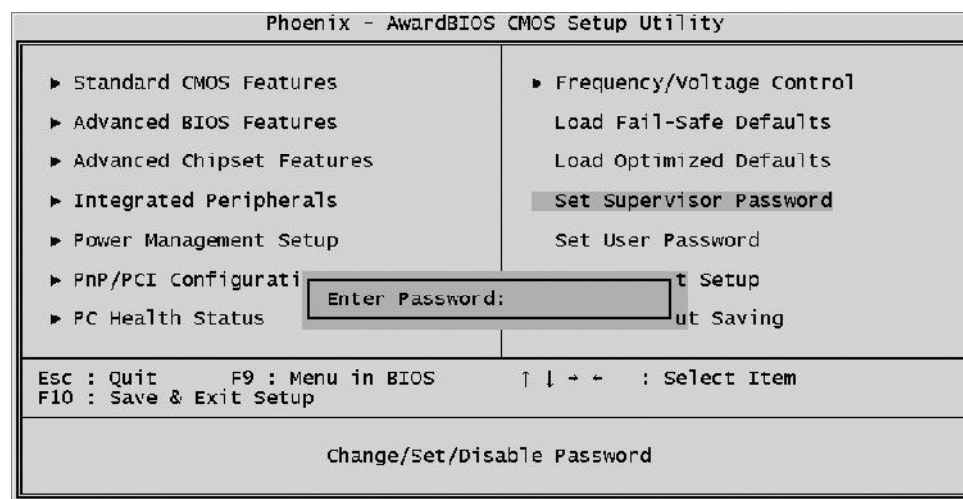 Phoenix - AwardBIOS CMOS Setup Utility
▶ Standard CMOS Features
▶ Advanced BIOS Features
▶ Advanced Chipset Features
▶ Integrated Peripherals
▶ Power Management Setup
▶ PnP/PCI Configurati
▶ PC Health Status
▶ Frequency/Voltage Control
Load Fail-Safe Defaults
Load Optimized Defaults
Set Supervisor Password
Set User Password
t Setup
ut Saving
Enter Password:
Esc : Quit F9 : Menu in BIOS ↑ ↓ → ← : Select Item
F10 : Save & Exit Setup
Change/Set/Disable Password